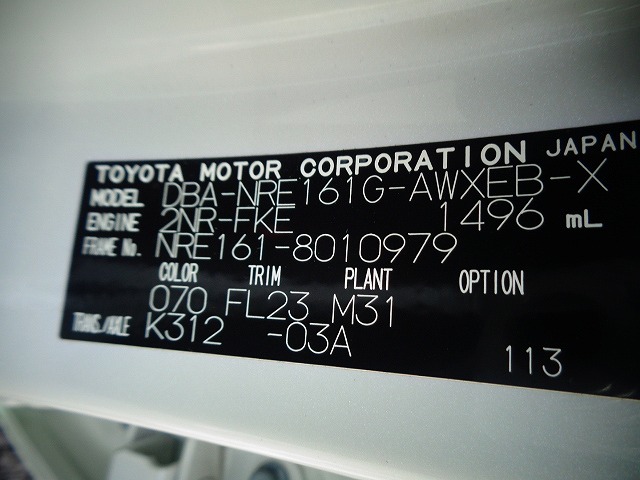 TOYOTA MOTOR CORPORATION JAPAN
MODEL DBA-NRE161G-AWXEB-X
ENGINE 2NR-FKE 1496 mL
FRAME No. NRE161-8010979
COLOR TRIM PLANT OPTION
070 FL23 M31
TRANS./AXLE K312 -03A
113